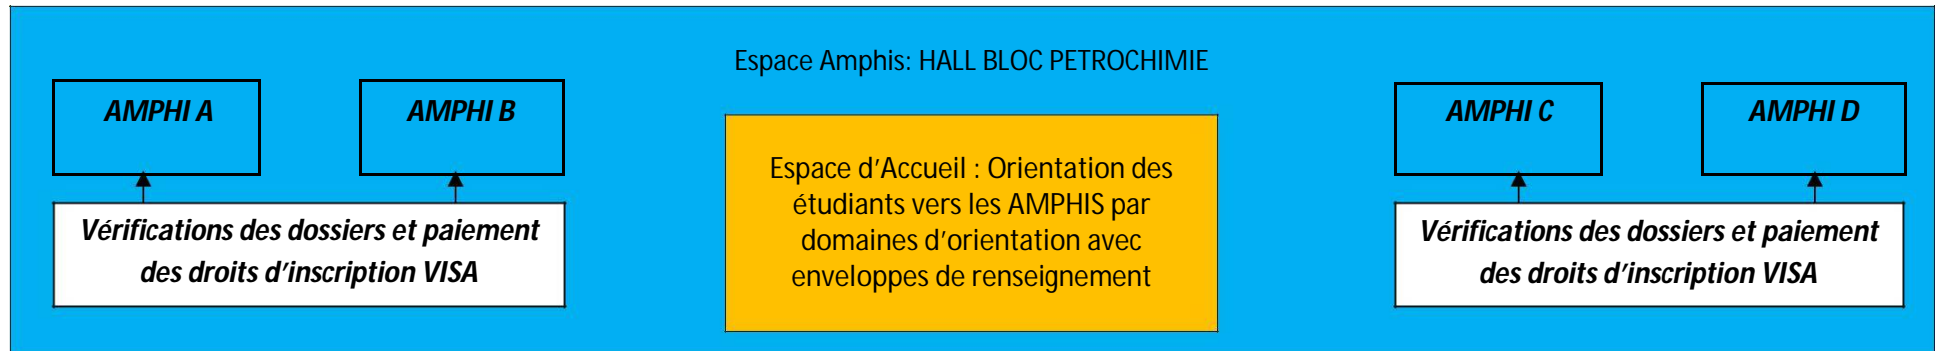 Espace Amphis: HALL BLOC PETROCHIMIE
AMPHI A
AMPHI B
AMPHI C
AMPHI D
Vérifications des dossiers et paiement
des droits d'inscription VISA
Espace d'Accueil : Orientation des
étudiants vers les AMPHIS par
domaines d'orientation avec
enveloppes de renseignement
Vérifications des dossiers et paiement
des droits d'inscription VISA